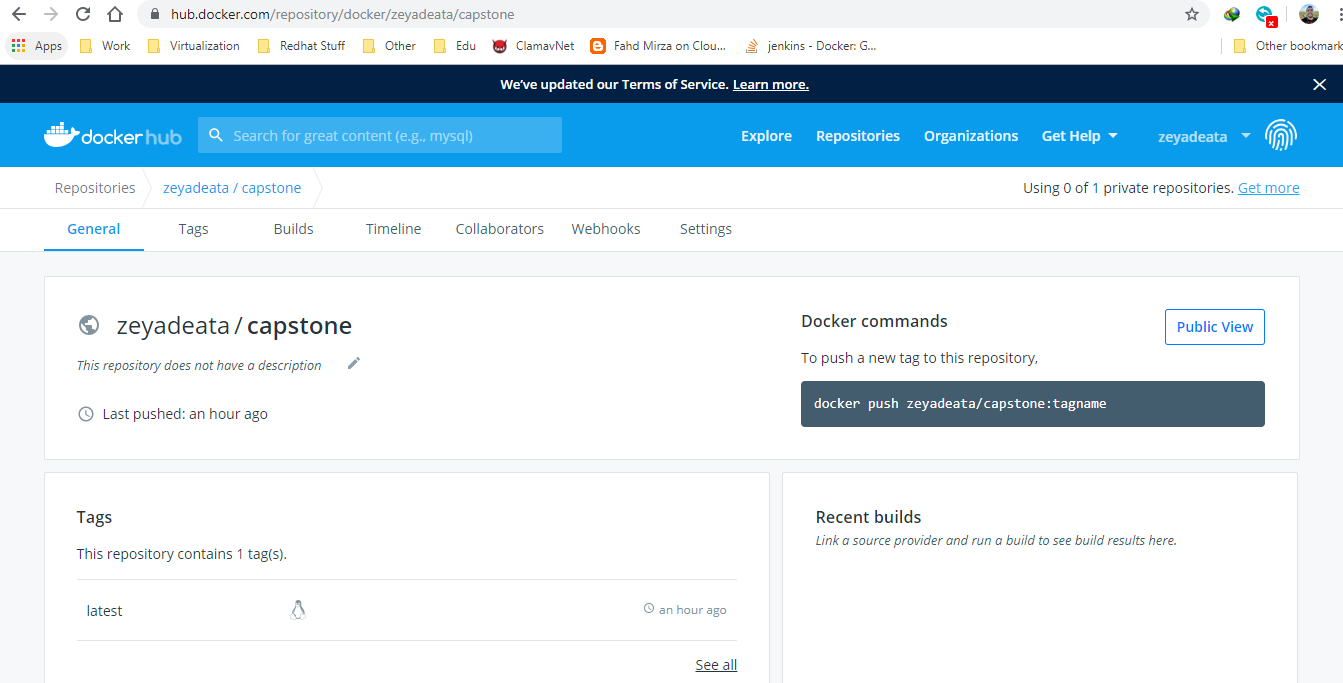 hub.docker.com/repository/docker/zeyadeata/capstone
Apps Work Virtualization Redhat Stuff Other Edu ClamavNet Fahd Mirza on Clou... jenkins - Docker: G... Other bookmark
We've updated our Terms of Service. Learn more.
dockerhub Search for great content (e.g., mysql) Explore Repositories Organizations Get Help zeyadeata
Repositories zeyadeata / capstone Using 0 of 1 private repositories. Get more
General Tags Builds Timeline Collaborators Webhooks Settings
zeyadeata / capstone
This repository does not have a description
Last pushed: an hour ago
Docker commands
Public View
To push a new tag to this repository,
docker push zeyadeata/capstone:tagname
Tags
This repository contains 1 tag(s).
latest an hour ago
See all
Recent builds
Link a source provider and run a build to see build results here.